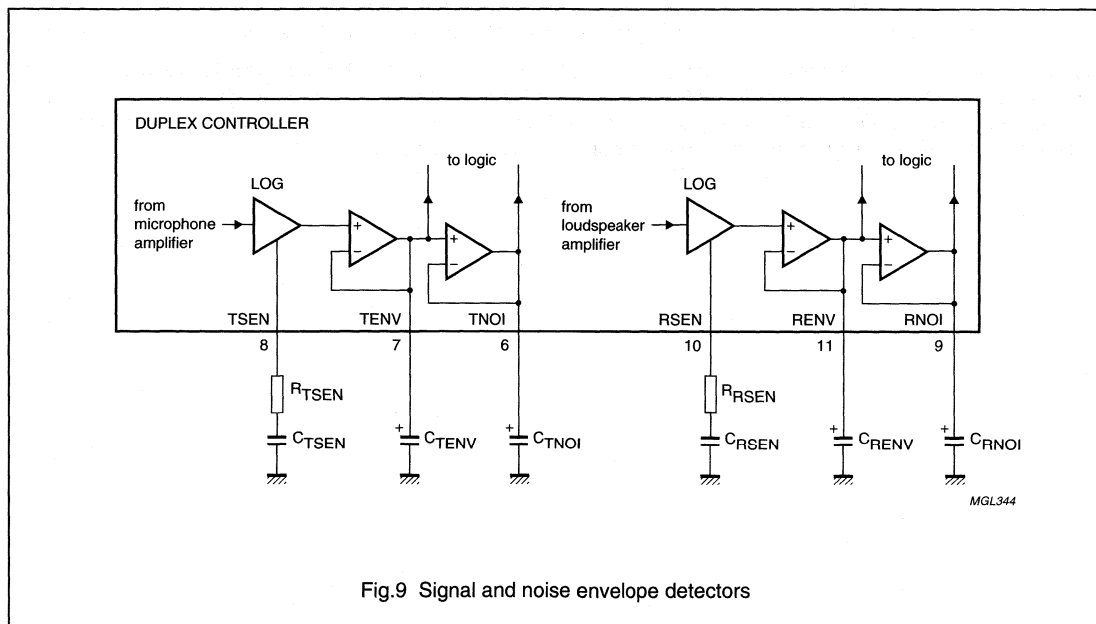 DUPLEX CONTROLLER
to logic
to logic
LOG
LOG
from
microphone
amplifier
from
loudspeaker
amplifier
+
−
+
−
+
−
+
−
TSEN
TENV
TNOI
RSEN
RENV
RNOI
8
7
6
10
11
9
RTSEN
RRSEN
CTSEN
+
CTENV
+
CTNOI
CRSEN
+
CRENV
+
CRNOI
MGL344
Fig.9 Signal and noise envelope detectors